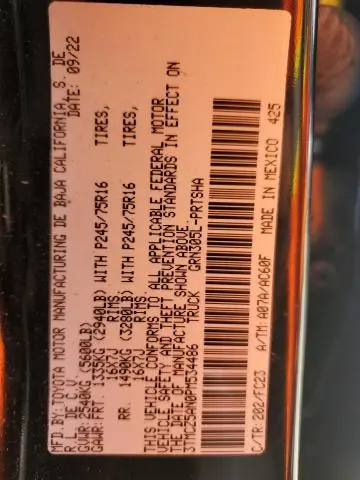 MFD. BY: TOYOTA MOTOR MANUFACTURING DE BAJA CALIFORNIA S. DE
R. L. DE C.V. DATE: 09/22
GVWR: 2540KG (5600LB)
GAWR: FRT. 1335KG (2940LB) WITH P245/75R16 TIRES,
16X7J RIMS,
RR. 1490KG (3280LB) WITH P245/75R16 TIRES,
16X7J RIMS,
THIS VEHICLE CONFORMS TO ALL APPLICABLE FEDERAL MOTOR
VEHICLE SAFETY AND THEFT PREVENTION STANDARDS IN EFFECT ON
THE DATE OF MANUFACTURE SHOWN ABOVE.
3TMCZ5AN0PM534486 TRUCK GRN305L-PRTSHA
C/TR: 202/FC23 A/TM: A07A/AC60F MADE IN MEXICO 425